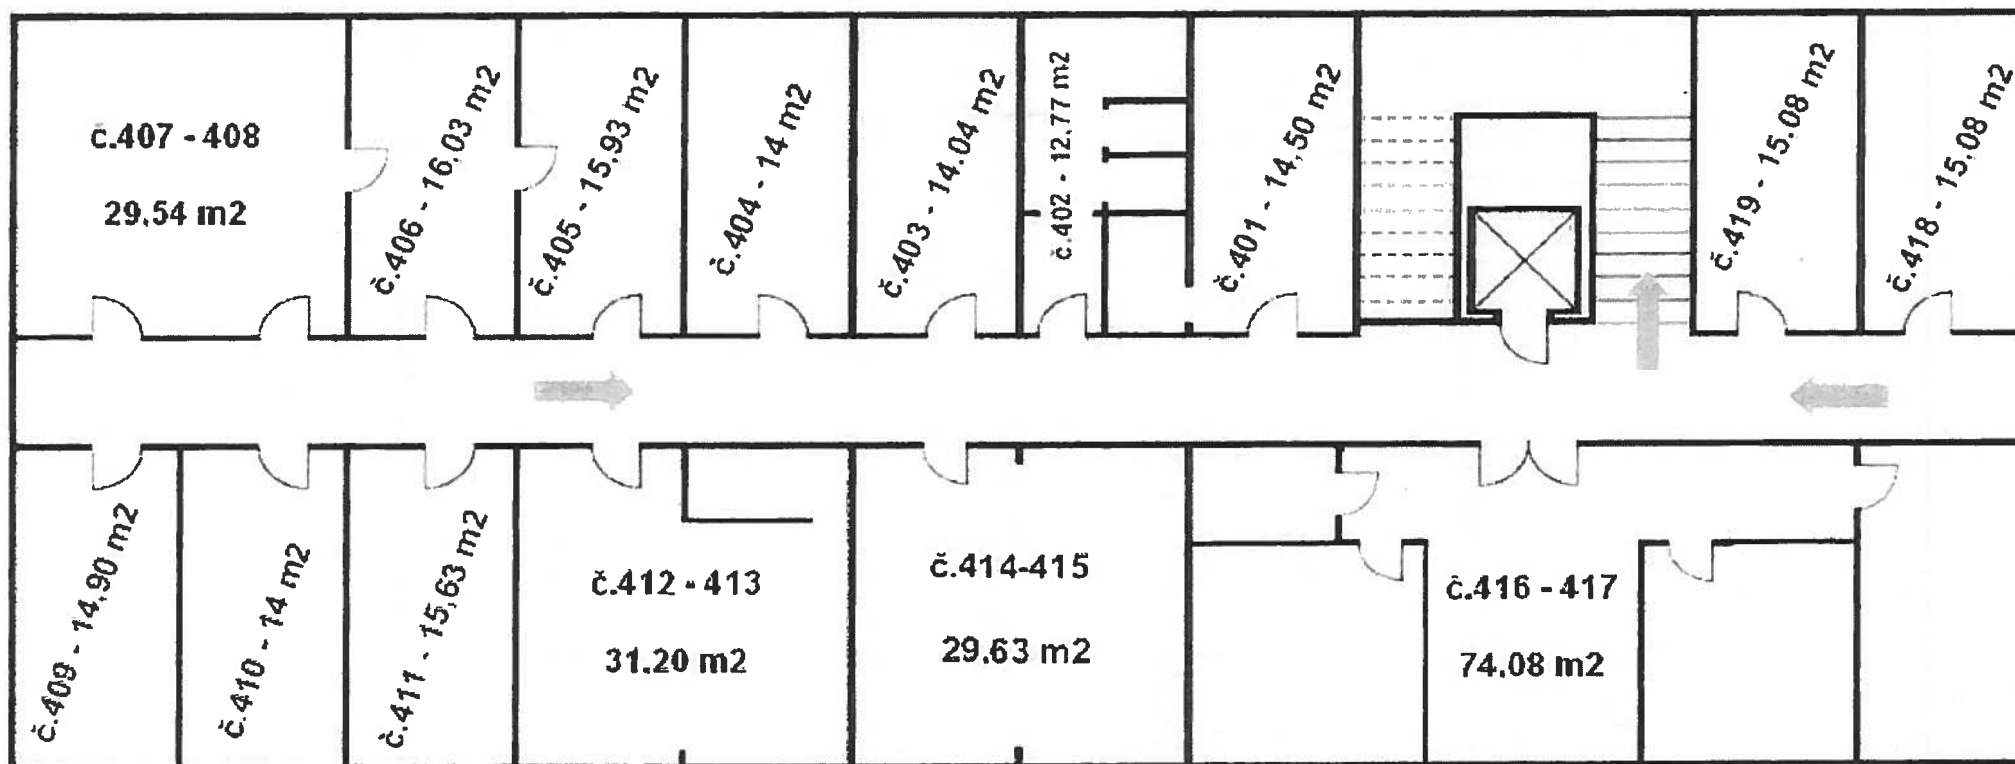 č.407 - 408
29.54 m2
č.406 - 16,03 m2
č.405 - 15,93 m2
č.404 - 14 m2
č.403 - 14.04 m2
č.402 - 12.77 m2
č.401 - 14,50 m2
č.419 - 15.08 m2
č.418 - 15,08 m2
č.409 - 14,90 m2
č.410 - 14 m2
č.411 - 15,63 m2
č.412 - 413
31.20 m2
č.414-415
29.63 m2
č.416 - 417
74.08 m2